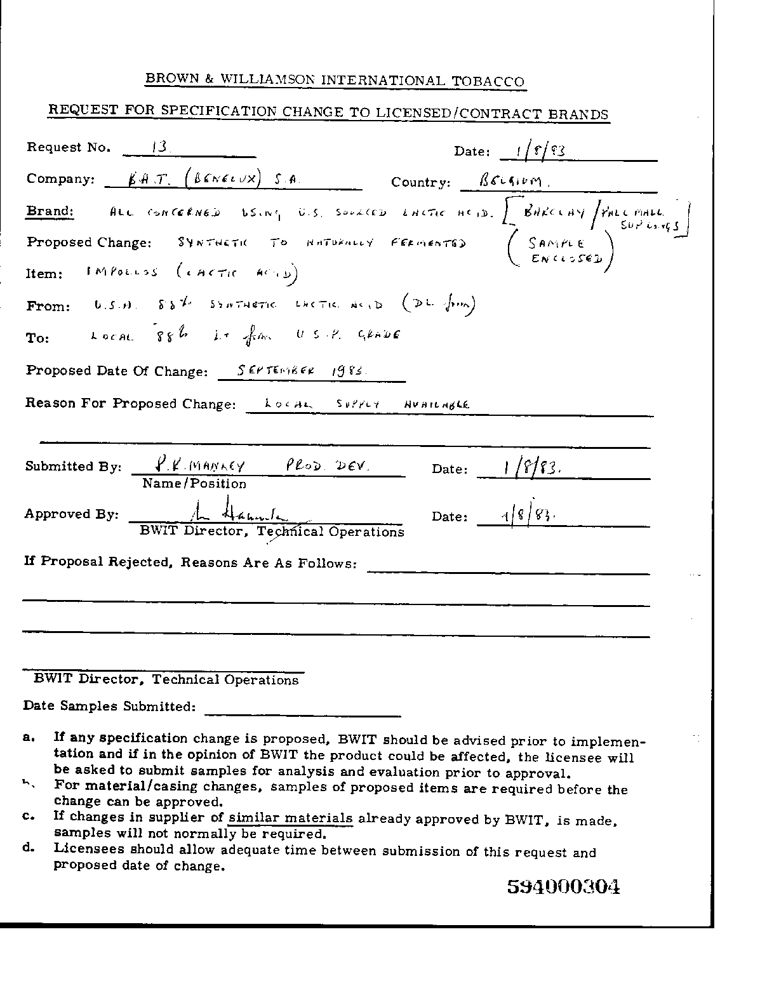 BROWN & WILLIAMSON INTERNATIONAL TOBACCO
REQUEST FOR SPECIFICATION CHANGE TO LICENSED/CONTRACT BRANDS
Request No. 13. Date: 1/8/83
Company: B.A.T. (BENELUX) S.A. Country: BELGIUM.
Brand: ALL CONCERNED USING U.S. SOURCED LACTIC ACID. [BARCLAY/PALL MALL
Proposed Change: SYNTHETIC TO NATURALLY FERMENTED (SAMPLE
ENCLOSED)
Item: (LACTIC ACID)
From: U.S.A. 88% SYNTHETIC LACTIC ACID (DL form)
To: LOCAL 88% L+ form U.S.P. GRADE
Proposed Date Of Change: SEPTEMBER 1983.
Reason For Proposed Change: LOCAL SUPPLY AVAILABLE
Submitted By: PROD. DEV. Date: 1/8/83.
Name/Position
Approved By: Date: 1/8/83.
BWIT Director, Technical Operations
If Proposal Rejected, Reasons Are As Follows:
BWIT Director, Technical Operations
Date Samples Submitted:
a. If any specification change is proposed, BWIT should be advised prior to implemen-
tation and if in the opinion of BWIT the product could be affected, the licensee will
be asked to submit samples for analysis and evaluation prior to approval.
b. For material/casing changes, samples of proposed items are required before the
change can be approved.
c. If changes in supplier of similar materials already approved by BWIT, is made,
samples will not normally be required.
d. Licensees should allow adequate time between submission of this request and
proposed date of change.
594000304